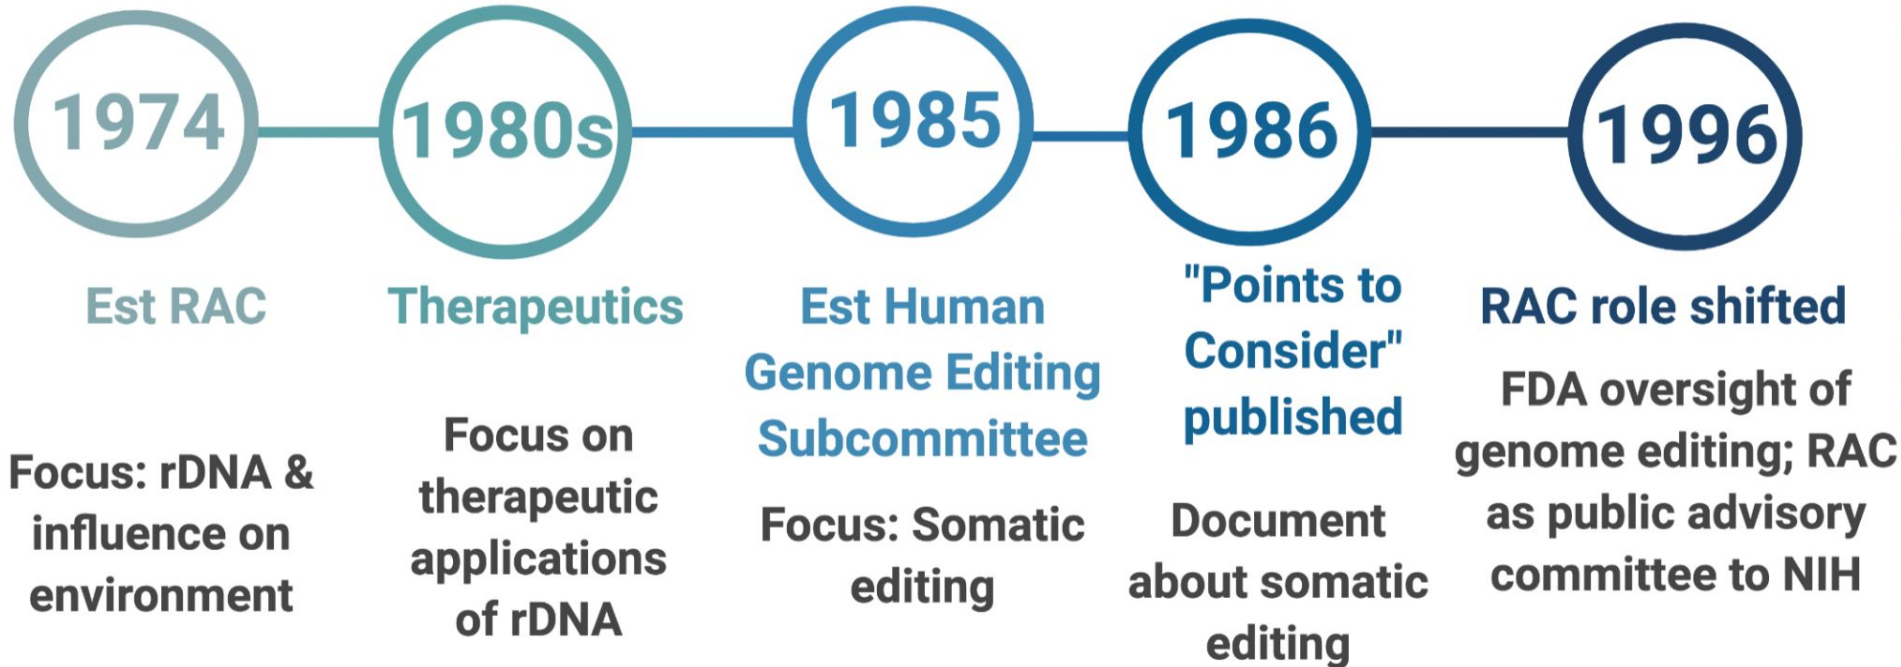 1974
Est RAC
Focus: rDNA &
influence on
environment
1980s
Therapeutics
Focus on
therapeutic
applications
of rDNA
1985
Est Human
Genome Editing
Subcommittee
Focus: Somatic
editing
1986
"Points to
Consider"
published
Document
about somatic
editing
1996
RAC role shifted
FDA oversight of
genome editing; RAC
as public advisory
committee to NIH